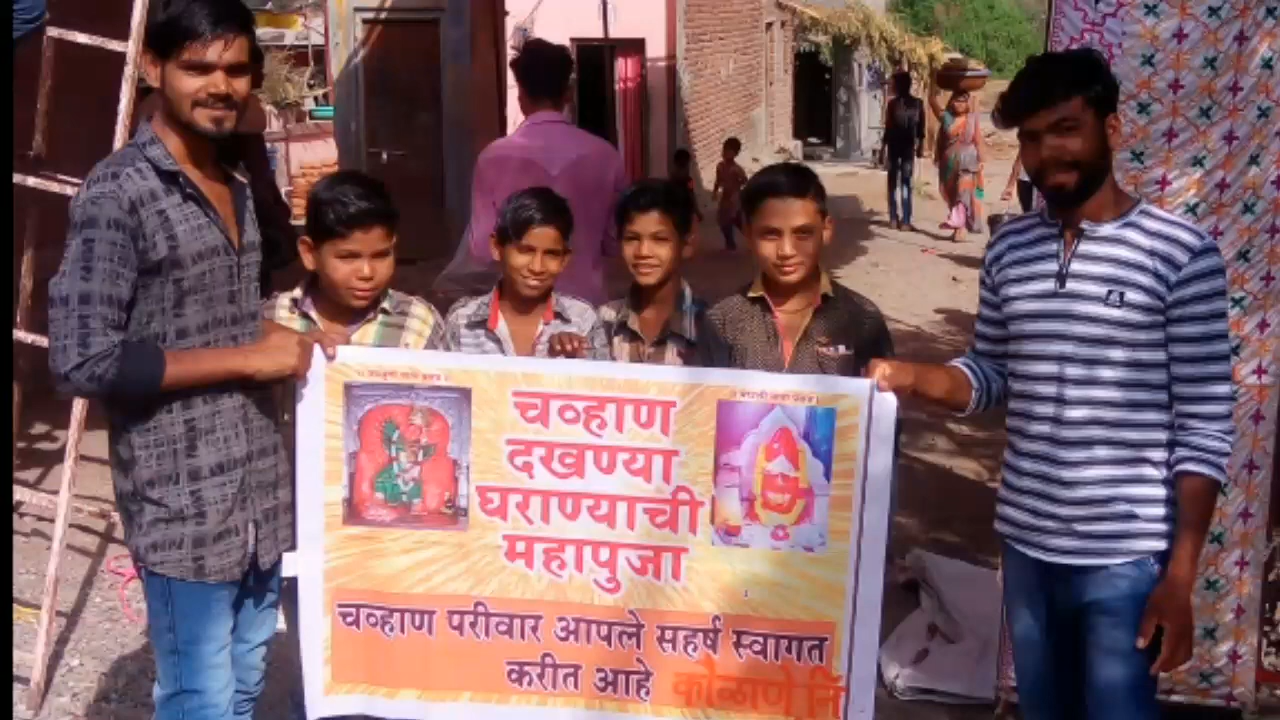 चव्हाण
दखण्या
घराण्याची
महापुजा
चव्हाण परीवार आपले सहर्ष स्वागत
करीत आहे कोळाणे नि